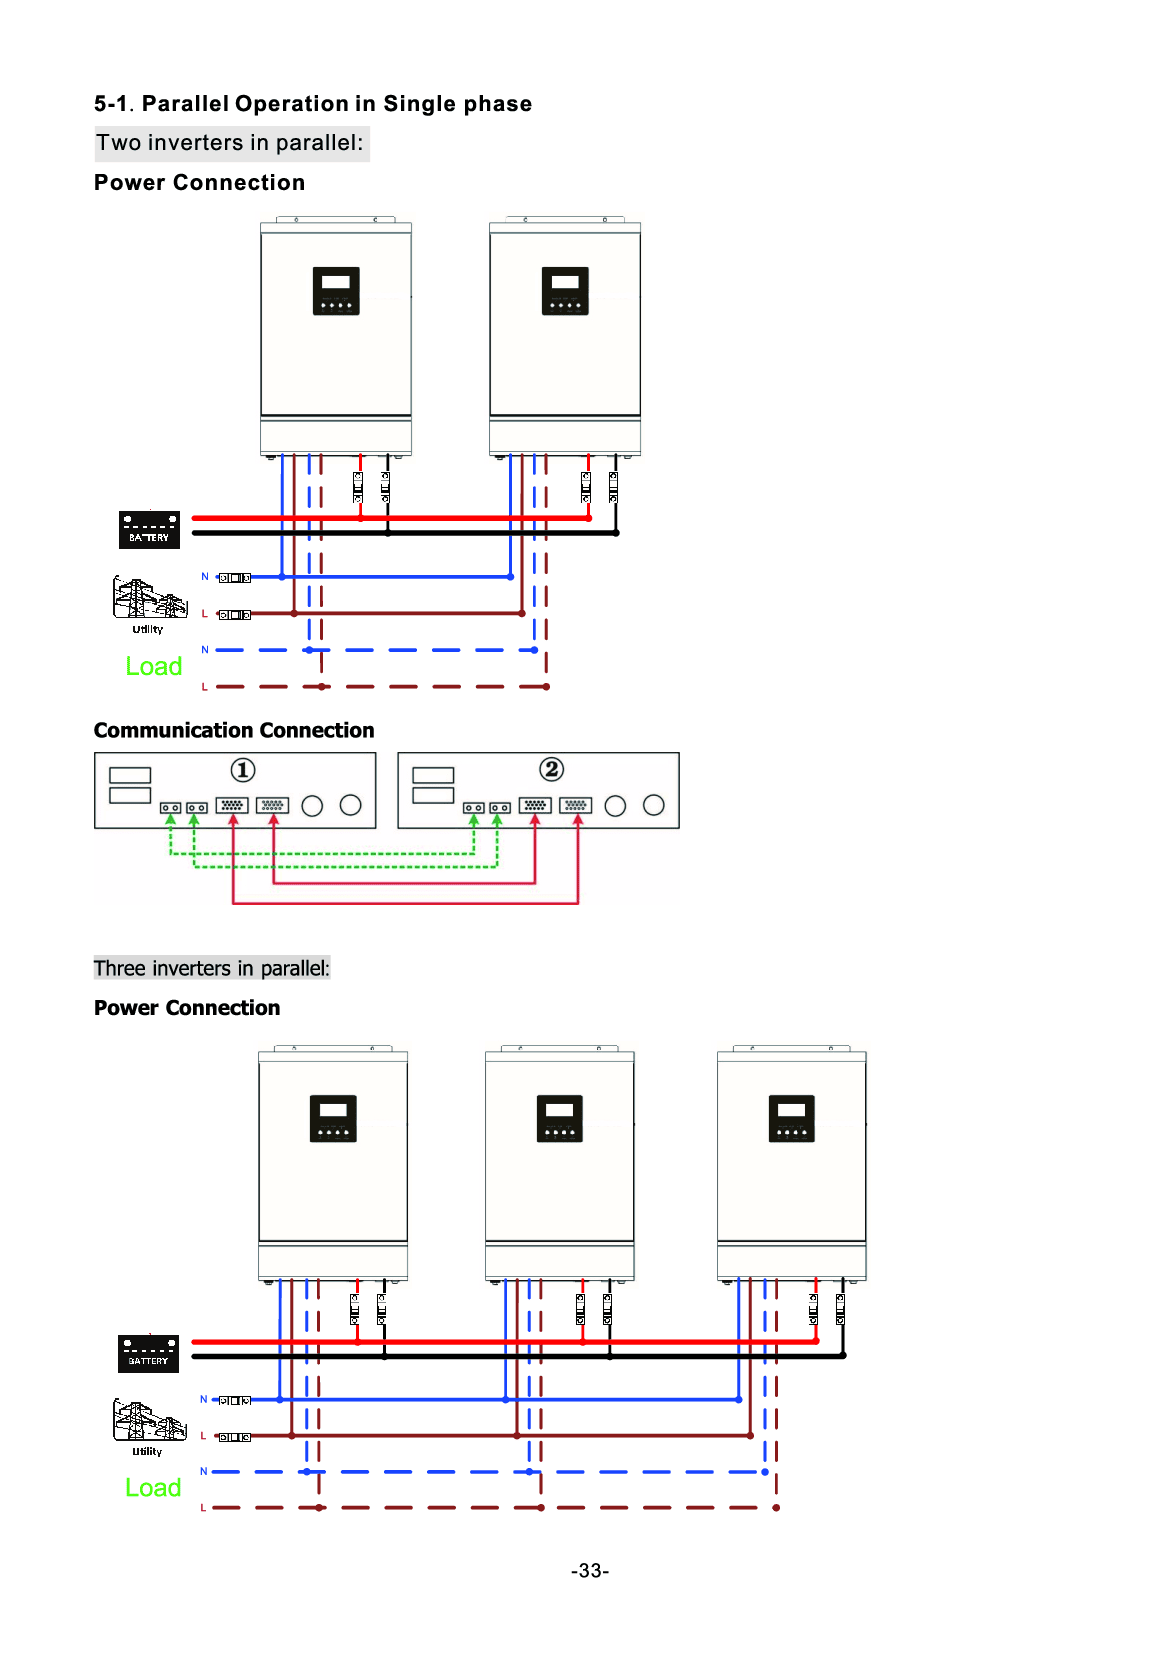 5-1. Parallel Operation in Single phase
Two inverters in parallel:
Power Connection
BATTERY
N
L
Utility
N
Load
L
Communication Connection
① ②
Three inverters in parallel:
Power Connection
BATTERY
N
L
Utility
N
Load
L
-33-